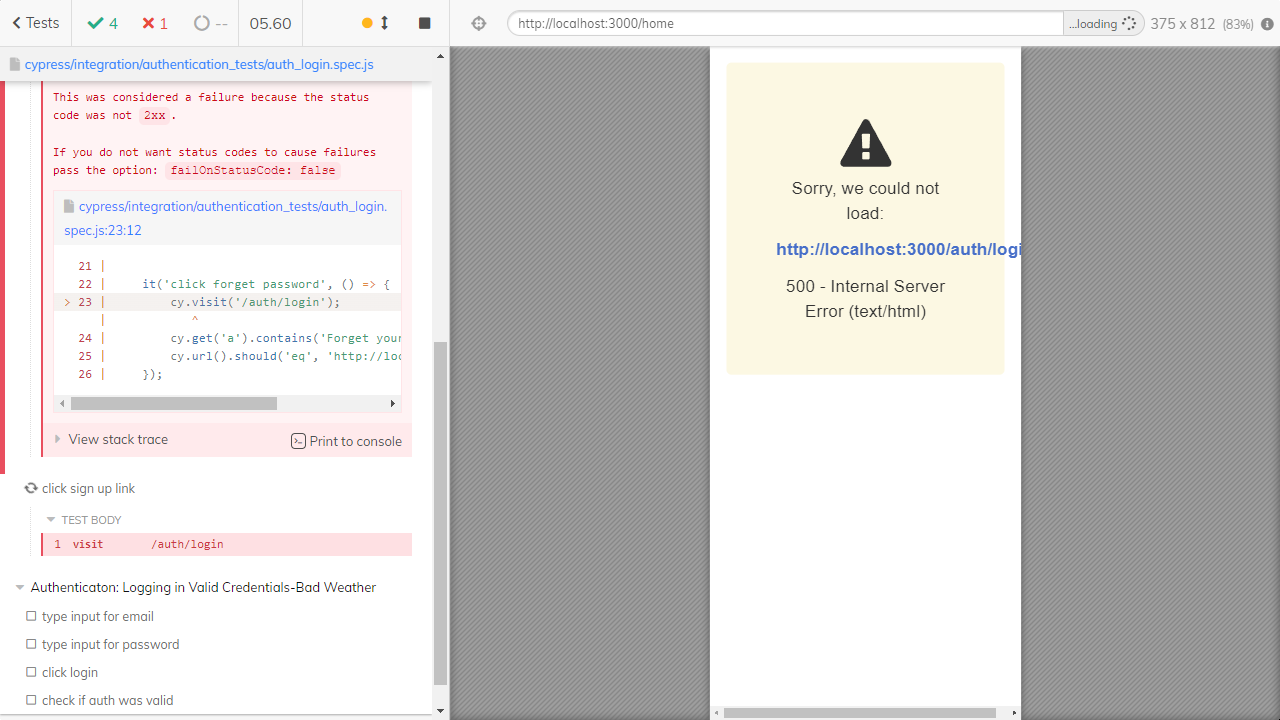 Tests
4
1
--
05.60
http://localhost:3000/home
...loading
375 x 812 (83%)
cypress/integration/authentication_tests/auth_login.spec.js
This was considered a failure because the status
code was not 2xx.
If you do not want status codes to cause failures
pass the option: failOnStatusCode: false
cypress/integration/authentication_tests/auth_login.
spec.js:23:12
21 |
22 | it('click forget password', () => {
> 23 | cy.visit('/auth/login');
| ^
24 | cy.get('a').contains('Forget your
25 | cy.url().should('eq', 'http://loc
26 | });
View stack trace
Print to console
click sign up link
TEST BODY
1 visit /auth/login
Authenticaton: Logging in Valid Credentials-Bad Weather
type input for email
type input for password
click login
check if auth was valid
Sorry, we could not
load:
http://localhost:3000/auth/logi
500 - Internal Server
Error (text/html)